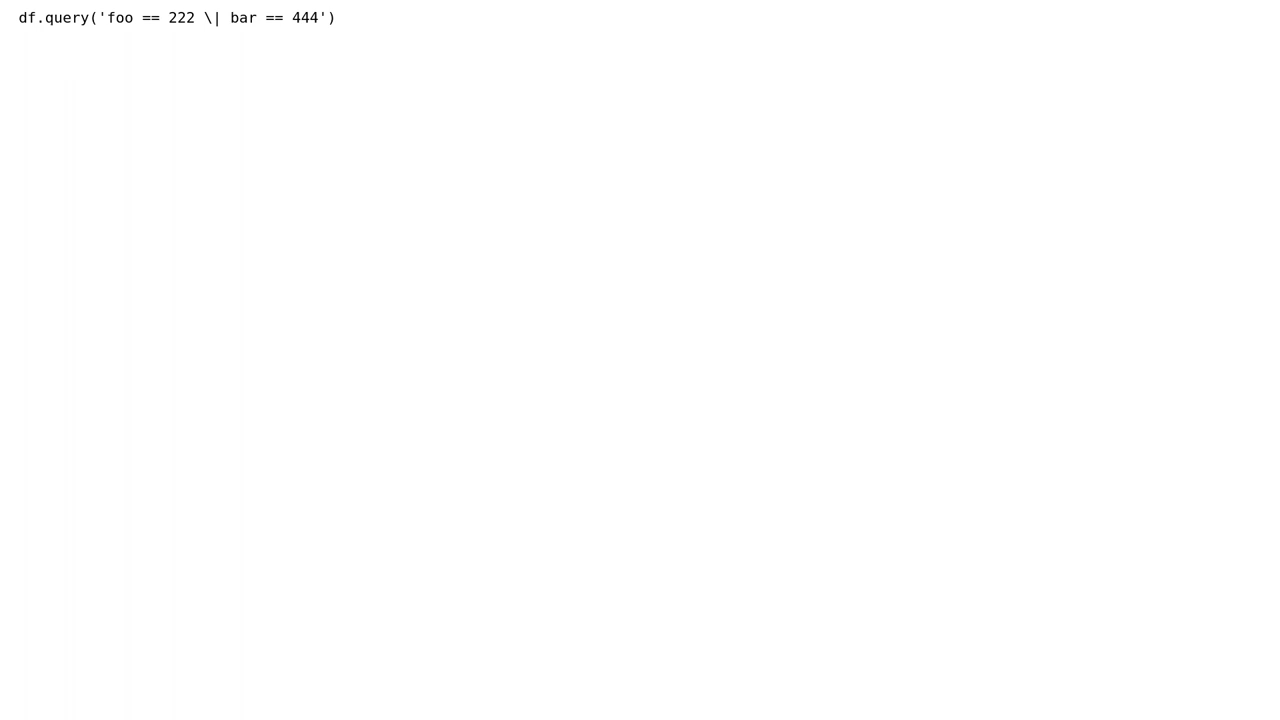 df.query('foo == 222 \| bar == 444')